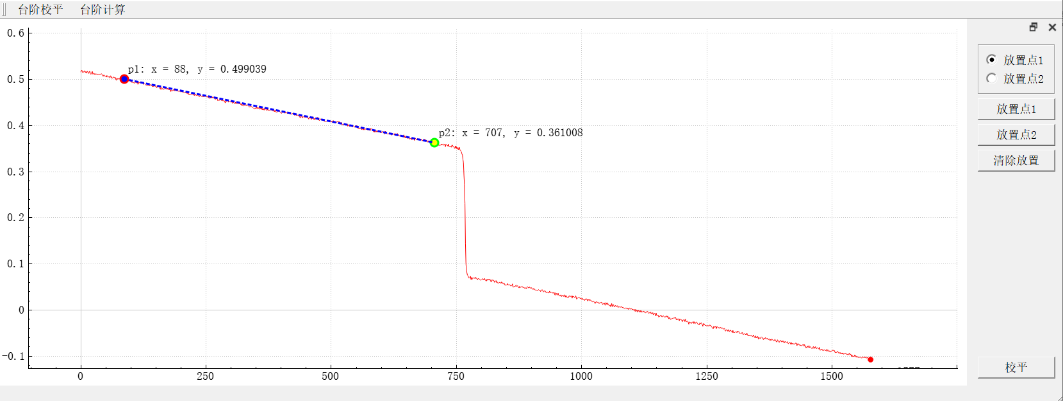 台阶校平 台阶计算
0.6
0.5
0.4
0.3
0.2
0.1
0
-0.1
p1: x = 88, y = 0.499039
p2: x = 707, y = 0.361008
0 250 500 750 1000 1250 1500
放置点1
放置点2
放置点1
放置点2
清除放置
校平